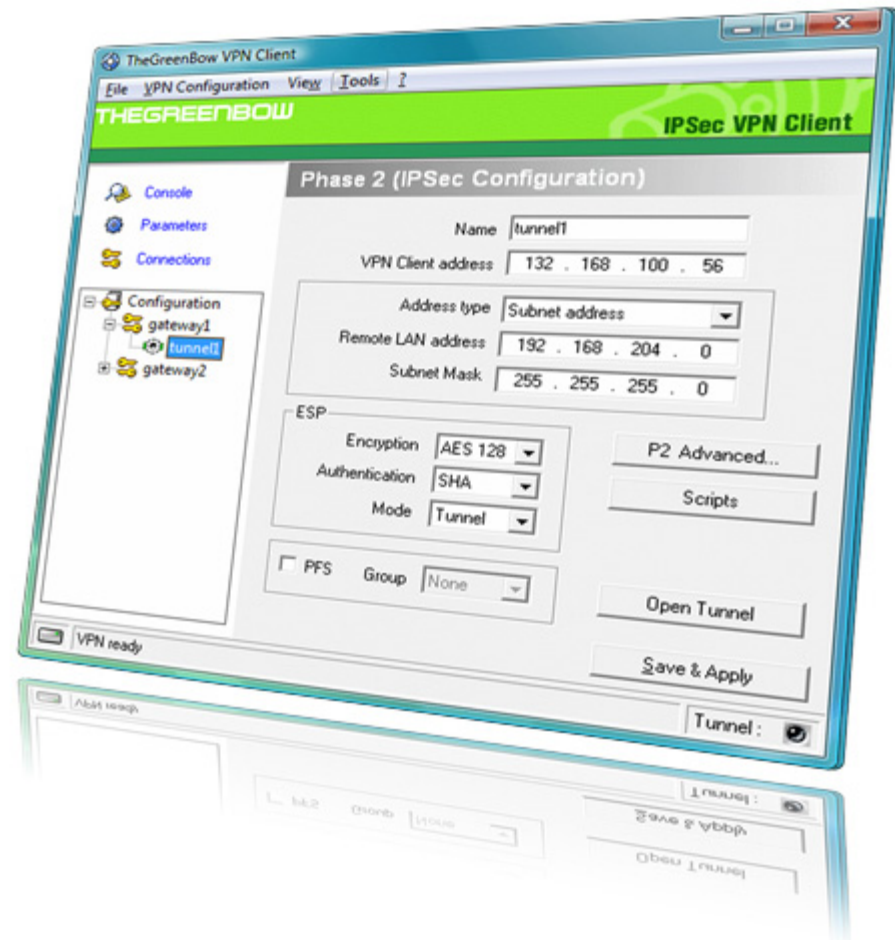 TheGreenBow VPN Client
File VPN Configuration View Tools ?
THEGREENBOW
IPSec VPN Client
Console
Parameters
Connections
Configuration
gateway1
tunnel1
gateway2
Phase 2 (IPSec Configuration)
Name tunnel1
VPN Client address 132 . 168 . 100 . 56
Address type Subnet address
Remote LAN address 192 . 168 . 204 . 0
Subnet Mask 255 . 255 . 255 . 0
ESP
Encryption AES 128
Authentication SHA
Mode Tunnel
P2 Advanced...
Scripts
PFS Group None
Open Tunnel
Save & Apply
VPN ready
Tunnel :